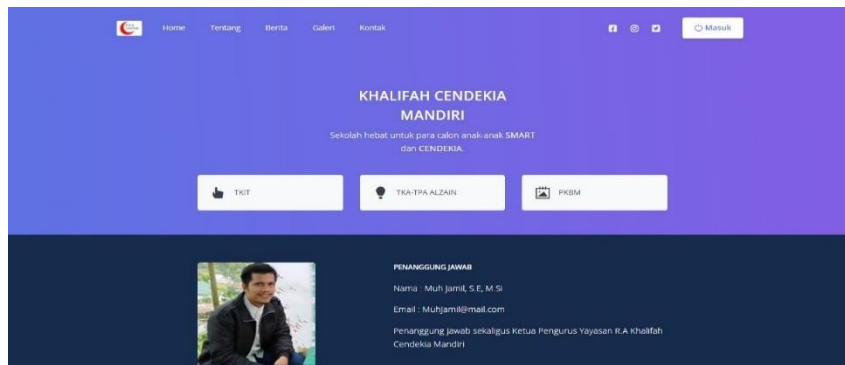 Home Tentang Berita Galeri Kontak Masuk
KHALIFAH CENDEKIA
MANDIRI
Sekolah hebat untuk para calon anak-anak SMART
dan CENDEKIA.
TKIT TKA-TPA ALZAIN PKBM
PENANGGUNG JAWAB
Nama : Muh Jamil, S.E, M.Si
Email : MuhJamil@mail.com
Penanggung Jawab sekaligus Ketua Pengurus Yayasan R.A Khalifah
Cendekia Mandiri